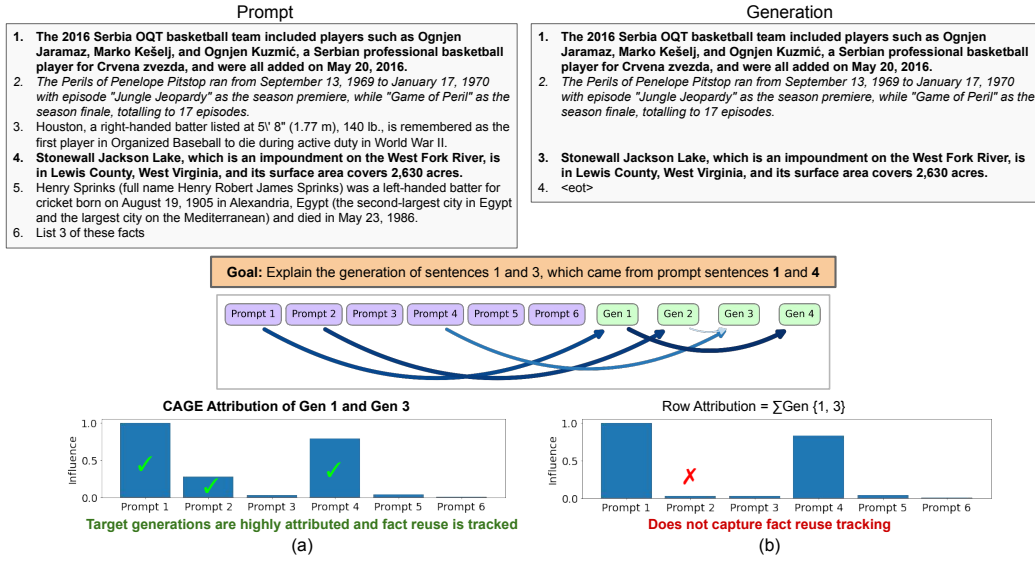 Prompt
1. The 2016 Serbia OQT basketball team included players such as Ognjen
Jaramaz, Marko Kešelj, and Ognjen Kuzmić, a Serbian professional basketball
player for Crvena zvezda, and were all added on May 20, 2016.
2. The Perils of Penelope Pitstop ran from September 13, 1969 to January 17, 1970
with episode "Jungle Jeopardy" as the season premiere, while "Game of Peril" as the
season finale, totalling to 17 episodes.
3. Houston, a right-handed batter listed at 5\' 8" (1.77 m), 140 lb., is remembered as the
first player in Organized Baseball to die during active duty in World War II.
4. Stonewall Jackson Lake, which is an impoundment on the West Fork River, is
in Lewis County, West Virginia, and its surface area covers 2,630 acres.
5. Henry Sprinks (full name Henry Robert James Sprinks) was a left-handed batter for
cricket born on August 19, 1905 in Alexandria, Egypt (the second-largest city in Egypt
and the largest city on the Mediterranean) and died in May 23, 1986.
6. List 3 of these facts
Generation
1. The 2016 Serbia OQT basketball team included players such as Ognjen
Jaramaz, Marko Kešelj, and Ognjen Kuzmić, a Serbian professional basketball
player for Crvena zvezda, and were all added on May 20, 2016.
2. The Perils of Penelope Pitstop ran from September 13, 1969 to January 17, 1970
with episode "Jungle Jeopardy" as the season premiere, while "Game of Peril" as the
season finale, totalling to 17 episodes.
3. Stonewall Jackson Lake, which is an impoundment on the West Fork River, is
in Lewis County, West Virginia, and its surface area covers 2,630 acres.
4. <eot>
Goal: Explain the generation of sentences 1 and 3, which came from prompt sentences 1 and 4
Prompt 1 Prompt 2 Prompt 3 Prompt 4 Prompt 5 Prompt 6 Gen 1 Gen 2 Gen 3 Gen 4
CAGE Attribution of Gen 1 and Gen 3
Influence
1.0
0.5
0.0
Prompt 1 Prompt 2 Prompt 3 Prompt 4 Prompt 5 Prompt 6
Target generations are highly attributed and fact reuse is tracked
(a)
Row Attribution = ∑Gen {1, 3}
Influence
1.0
0.5
0.0
Prompt 1 Prompt 2 Prompt 3 Prompt 4 Prompt 5 Prompt 6
Does not capture fact reuse tracking
(b)